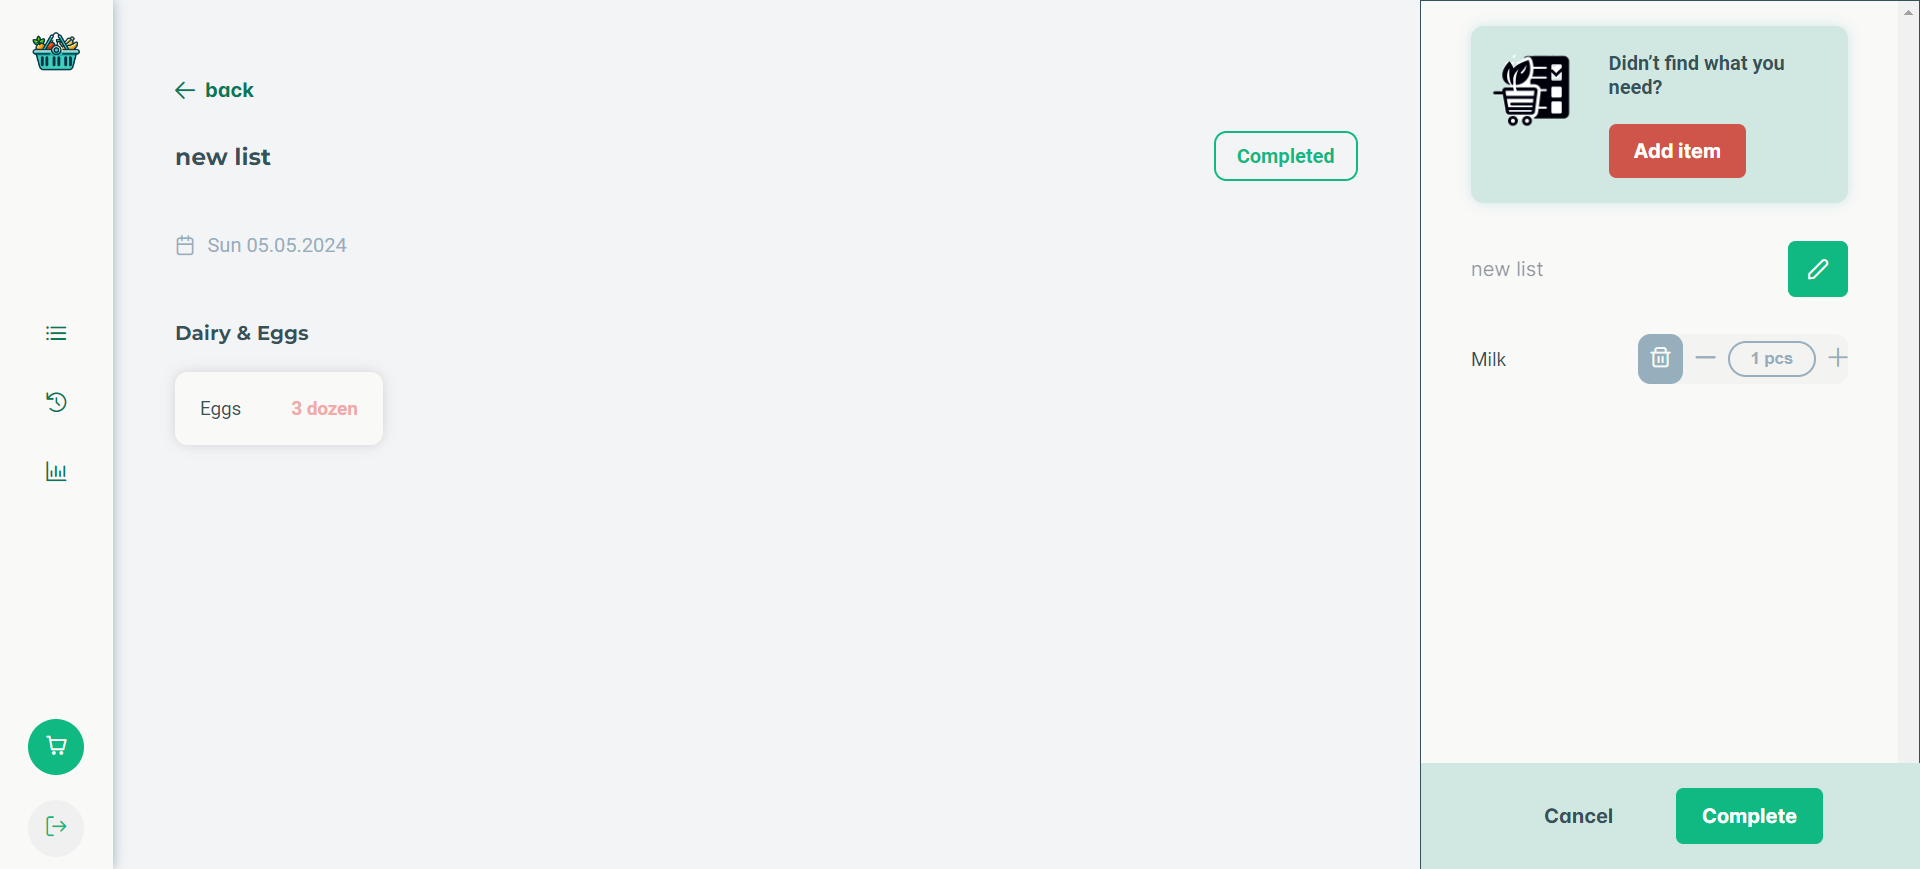 back
new list
Completed
Sun 05.05.2024
Dairy & Eggs
Eggs
3 dozen
Didn’t find what you
need?
Add item
new list
Milk
1 pcs
Cancel
Complete